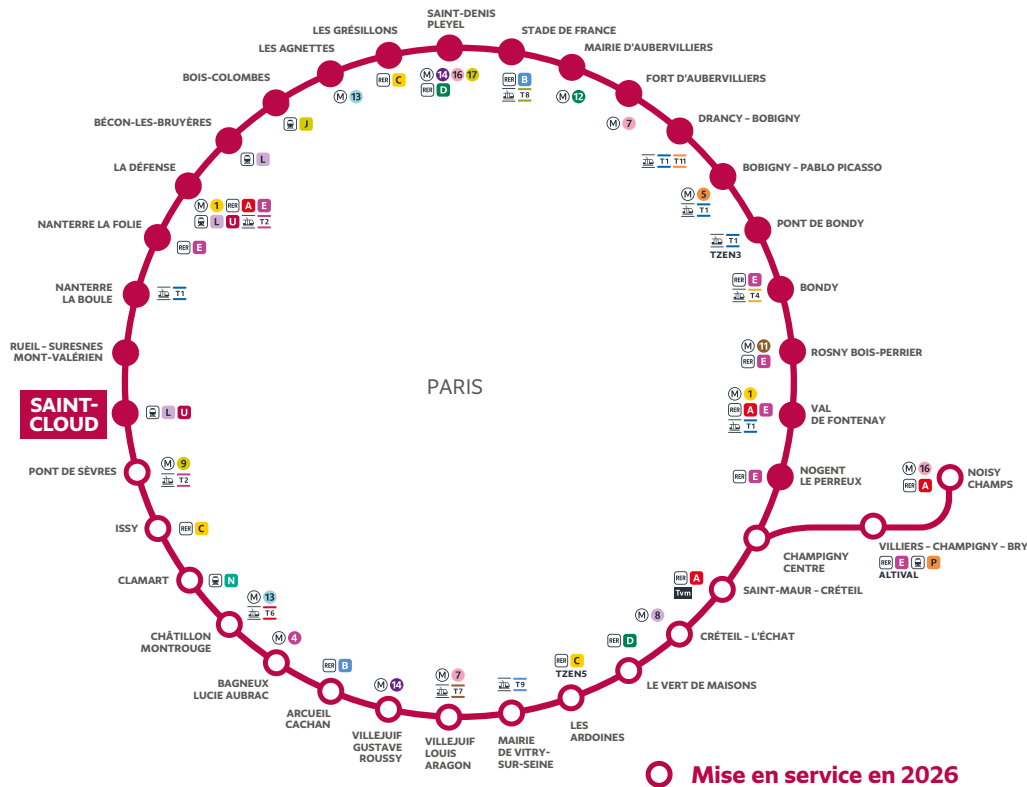 SAINT-DENIS
PLEYEL
LES GRÉSILLONS
STADE DE FRANCE
LES AGNETTES
MAIRIE D'AUBERVILLIERS
BOIS-COLOMBES
FORT D'AUBERVILLIERS
RER C
M 14 16 17
RER D
RER B
T8
M 13
M 12
BÉCON-LES-BRUYÈRES
DRANCY – BOBIGNY
J
M 7
LA DÉFENSE
L
T1 T11
BOBIGNY – PABLO PICASSO
NANTERRE LA FOLIE
M 1 RER A E
L U T2
M 5
T1
PONT DE BONDY
RER E
T1
TZEN3
NANTERRE
LA BOULE
T1
RER E
T4
BONDY
RUEIL – SURESNES
MONT-VALÉRIEN
M 11
RER E
ROSNY BOIS-PERRIER
PARIS
SAINT-
CLOUD
L U
M 1
RER A E
T1
VAL
DE FONTENAY
PONT DE SÈVRES
M 9
T2
RER E
NOGENT
LE PERREUX
M 16
RER A
NOISY
CHAMPS
ISSY
RER C
CHAMPIGNY
CENTRE
VILLIERS – CHAMPIGNY – BRY
RER E P
ALTIVAL
CLAMART
N
RER A
Tvm
SAINT-MAUR – CRÉTEIL
CHÂTILLON
MONTROUGE
M 13
T6
M 8
CRÉTEIL – L'ÉCHAT
BAGNEUX
LUCIE AUBRAC
M 4
RER D
LE VERT DE MAISONS
ARCUEIL
CACHAN
RER B
RER C
TZEN5
LES
ARDOINES
VILLEJUIF
GUSTAVE
ROUSSY
M 14
VILLEJUIF
LOUIS
ARAGON
M 7
T7
MAIRIE
DE VITRY-
SUR-SEINE
T9
Mise en service en 2026